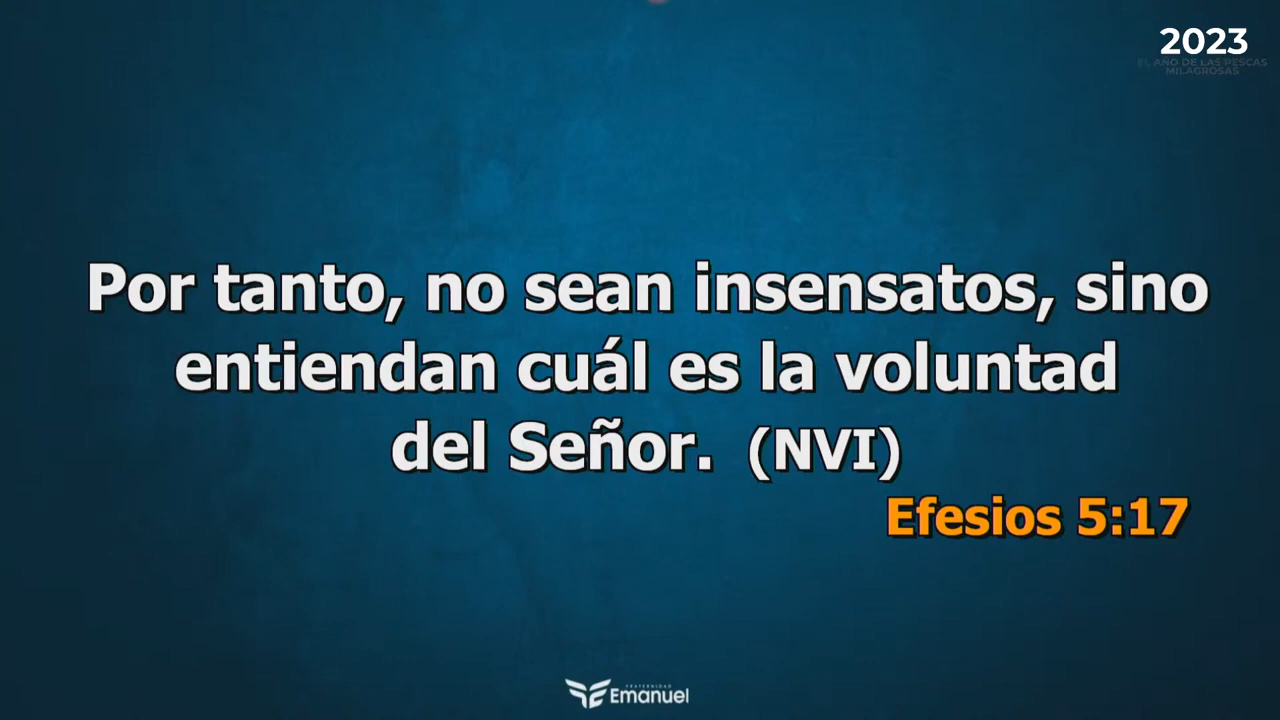 2023
EL AÑO DE LAS PESCAS
MILAGROSAS
Por tanto, no sean insensatos, sino
entiendan cuál es la voluntad
del Señor. (NVI)
Efesios 5:17
FRATERNIDAD
Emanuel